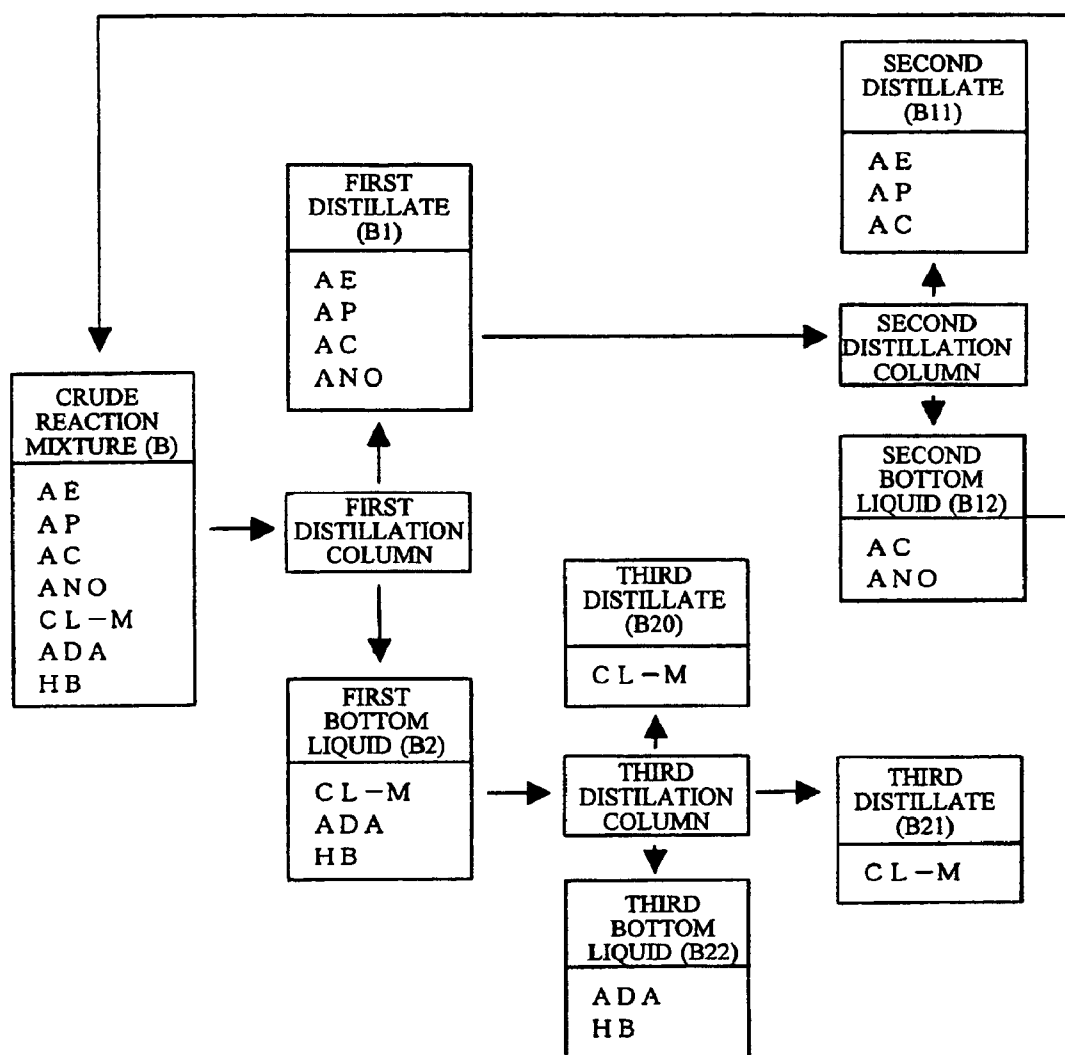 SECOND
DISTILLATE
(B11)
AE
AP
AC
FIRST
DISTILLATE
(B1)
AE
AP
AC
ANO
SECOND
DISTILLATION
COLUMN
CRUDE
REACTION
MIXTURE (B)
AE
AP
AC
ANO
CL-M
ADA
HB
FIRST
DISTILLATION
COLUMN
SECOND
BOTTOM
LIQUID (B12)
AC
ANO
THIRD
DISTILLATE
(B20)
CL-M
FIRST
BOTTOM
LIQUID (B2)
CL-M
ADA
HB
THIRD
DISTILATION
COLUMN
THIRD
DISTILLATE
(B21)
CL-M
THIRD
BOTTOM
LIQUID (B22)
ADA
HB